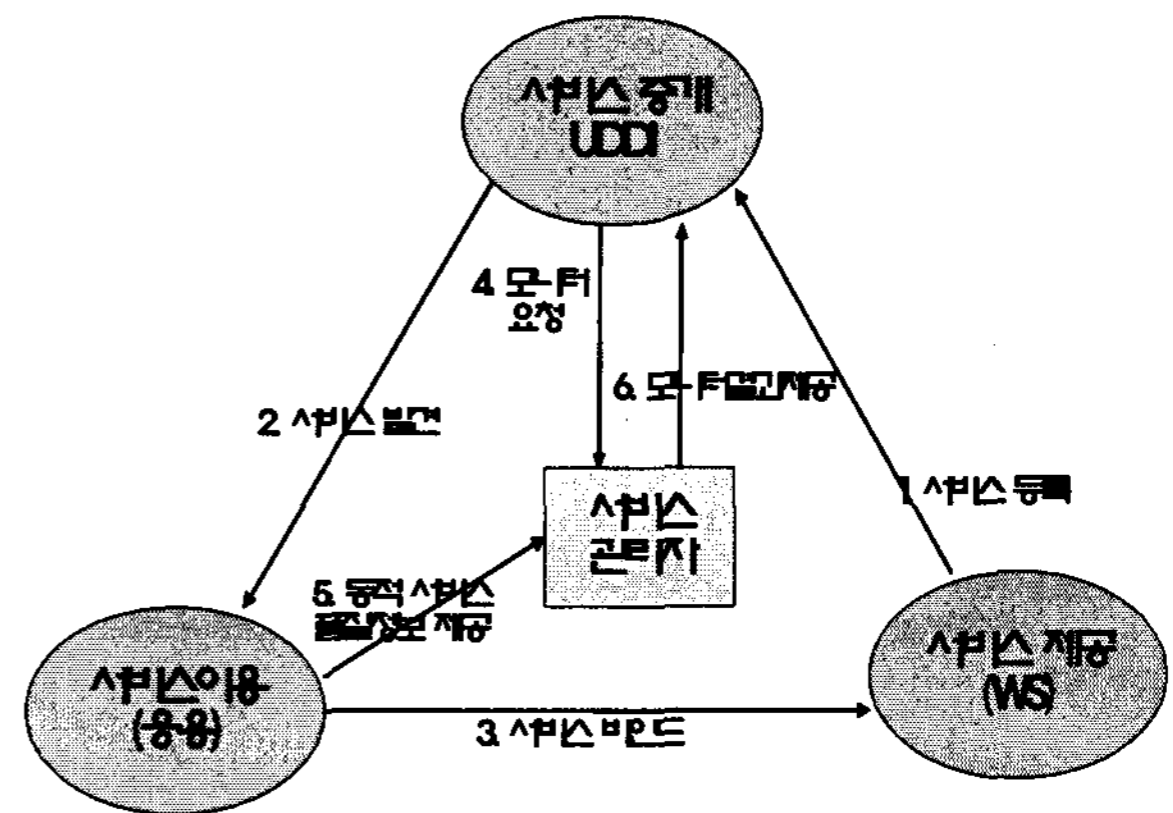 서비스 중개
UDDI
4. 모니터
요청
6. 모니터결과제공
2. 서비스 발견
1. 서비스 등록
서비스
관리자
5. 동적 서비스
품질정보 제공
서비스이용
(응용)
서비스 제공
(WS)
3. 서비스 바인드